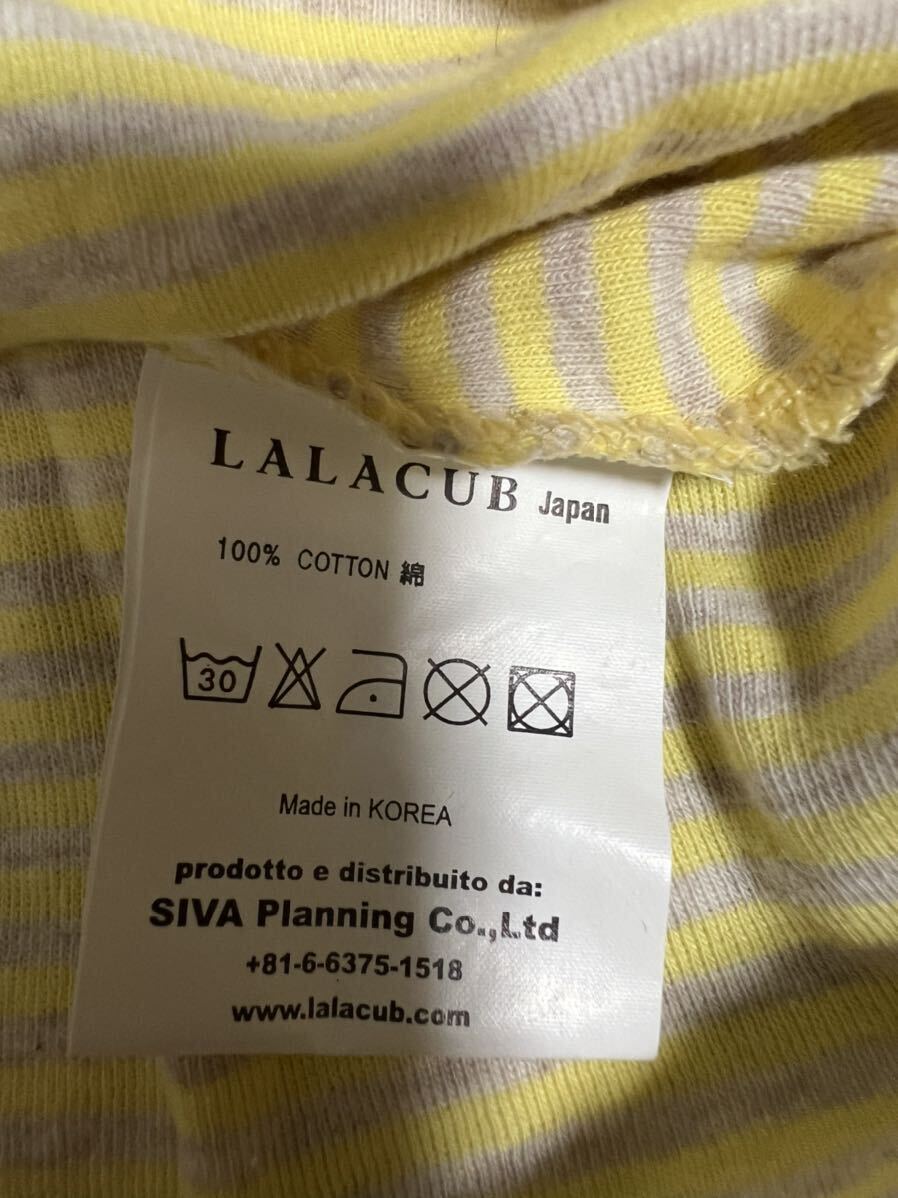 LALACUB Japan
100% COTTON 綿
30
Made in KOREA
prodotto e distribuito da:
SIVA Planning Co.,Ltd
+81-6-6375-1518
www.lalacub.com